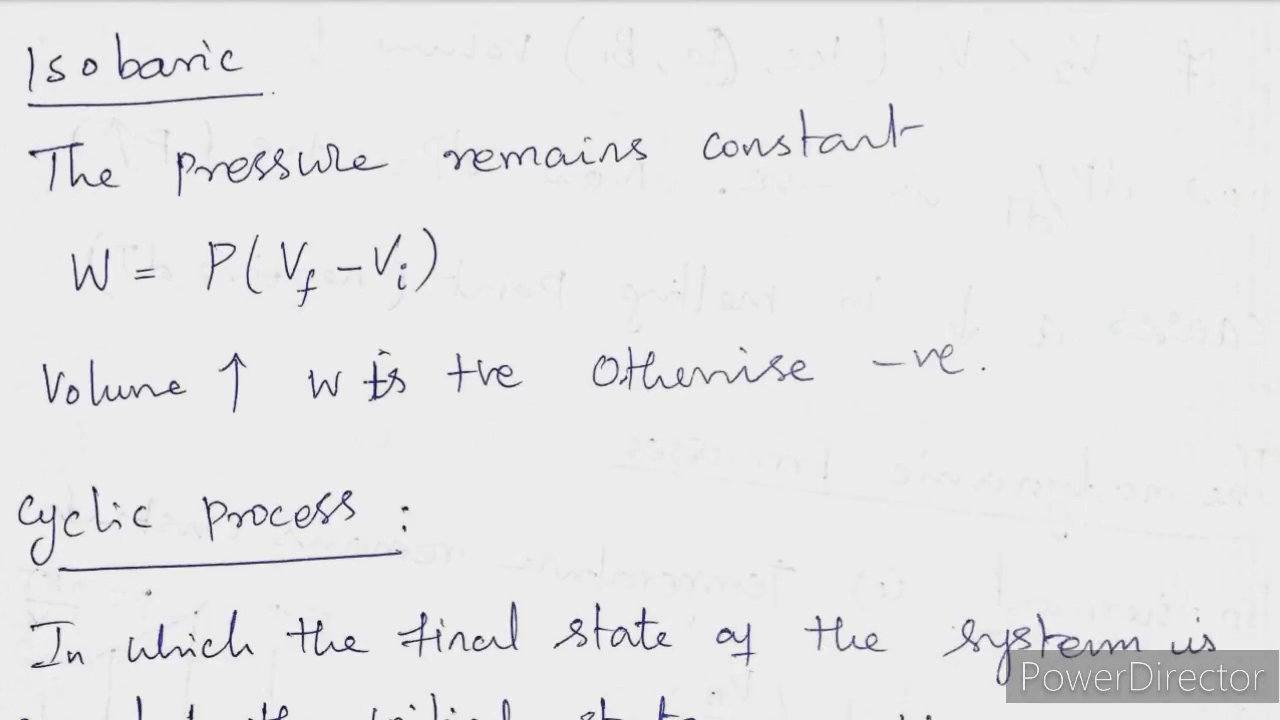 Isobaric
The pressure remains constant
W = P(Vf - Vi)
Volume ↑ W is +ve Otherwise -ve.
Cyclic process :
In which the final state of the systerm is
PowerDirector